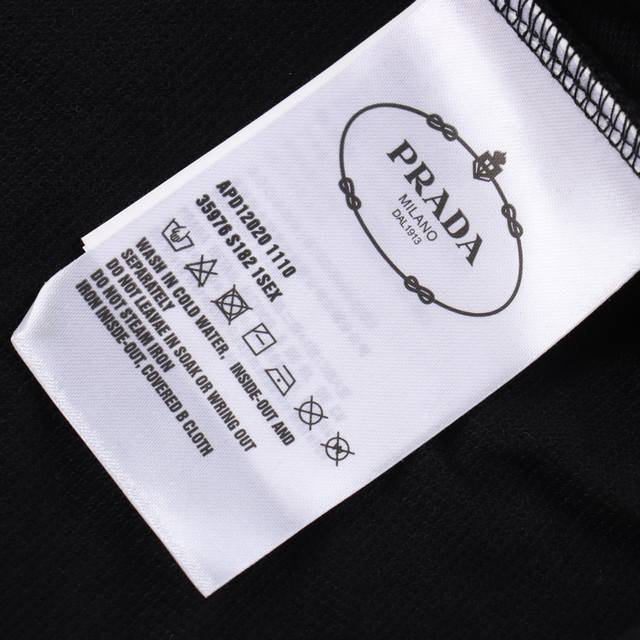 PRADA
MILANO
DAL 1913
APD12020 1110
35976 S182 1SEX
WASH IN COLD WATER, INSIDE-OUT AND
SEPARATELY
DO NOT LEAVE IN SOAK OR WRING OUT
DO NOT STEAM IRON
IRON INSIDE-OUT, COVERED B CLOTH